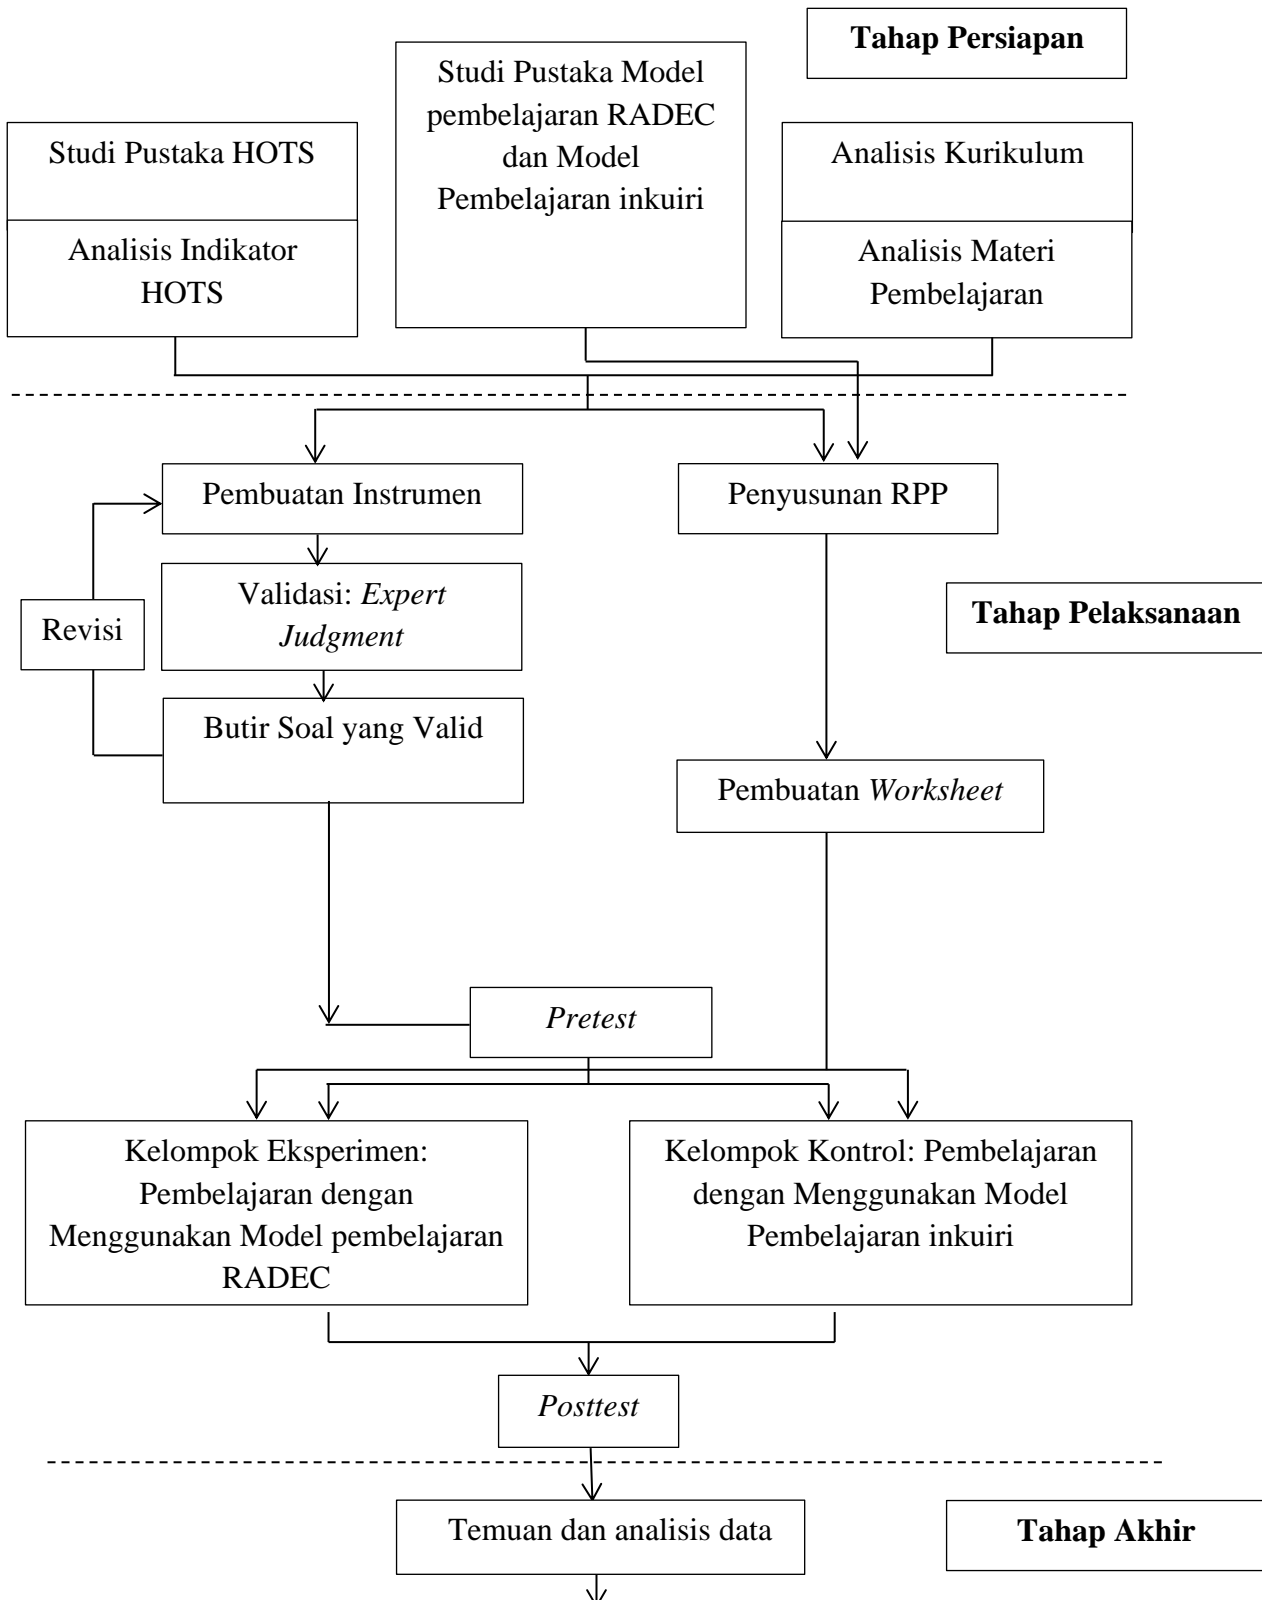 Tahap Persiapan
Studi Pustaka Model
pembelajaran RADEC
dan Model
Pembelajaran inkuiri
Studi Pustaka HOTS
Analisis Kurikulum
Analisis Indikator
HOTS
Analisis Materi
Pembelajaran
Pembuatan Instrumen
Penyusunan RPP
Validasi: Expert
Judgment
Revisi
Tahap Pelaksanaan
Butir Soal yang Valid
Pembuatan Worksheet
Pretest
Kelompok Eksperimen:
Pembelajaran dengan
Menggunakan Model pembelajaran
RADEC
Kelompok Kontrol: Pembelajaran
dengan Menggunakan Model
Pembelajaran inkuiri
Posttest
Temuan dan analisis data
Tahap Akhir